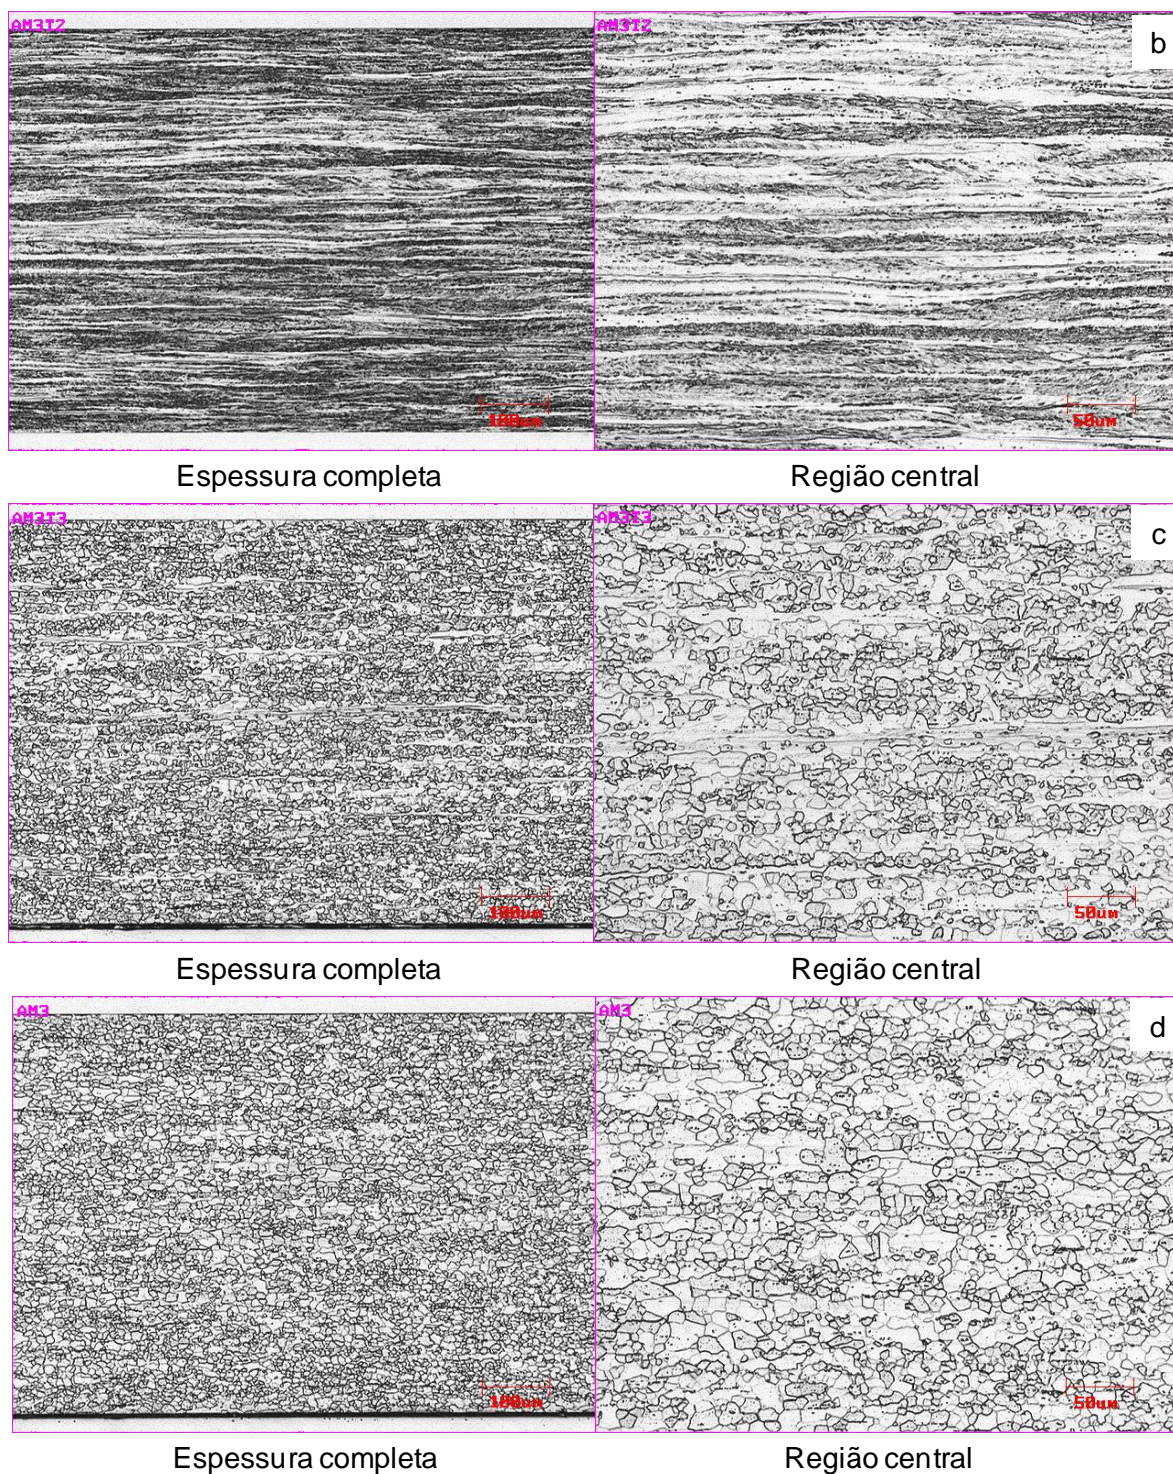 AM3T2 AM3T2 b
100um 50um
Espessura completa Região central
AM3T3 AM3T3 c
100um 50um
Espessura completa Região central
AM3 AM3 d
100um 50um
Espessura completa Região central